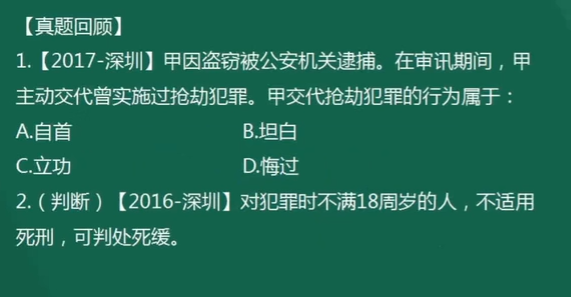 【真题回顾】
1.【2017-深圳】甲因盗窃被公安机关逮捕。在审讯期间，甲
主动交代曾实施过抢劫犯罪。甲交代抢劫犯罪的行为属于：
A.自首 B.坦白
C.立功 D.悔过
2.（判断）【2016-深圳】对犯罪时不满18周岁的人，不适用
死刑，可判处死缓。